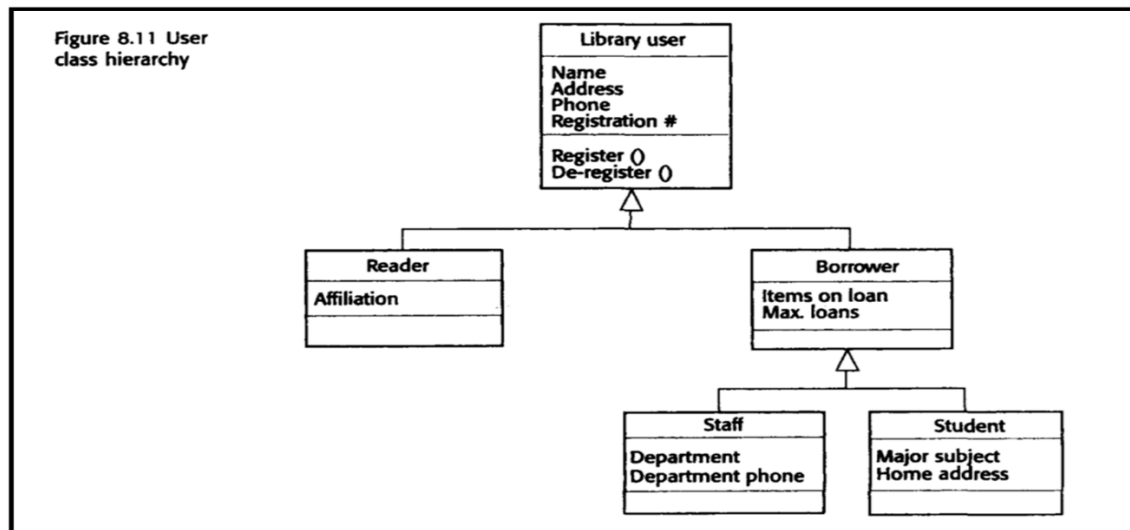 Figure 8.11 User
class hierarchy
Library user
Name
Address
Phone
Registration #
Register ()
De-register ()
Reader
Affiliation
Borrower
Items on loan
Max. loans
Staff
Department
Department phone
Student
Major subject
Home address